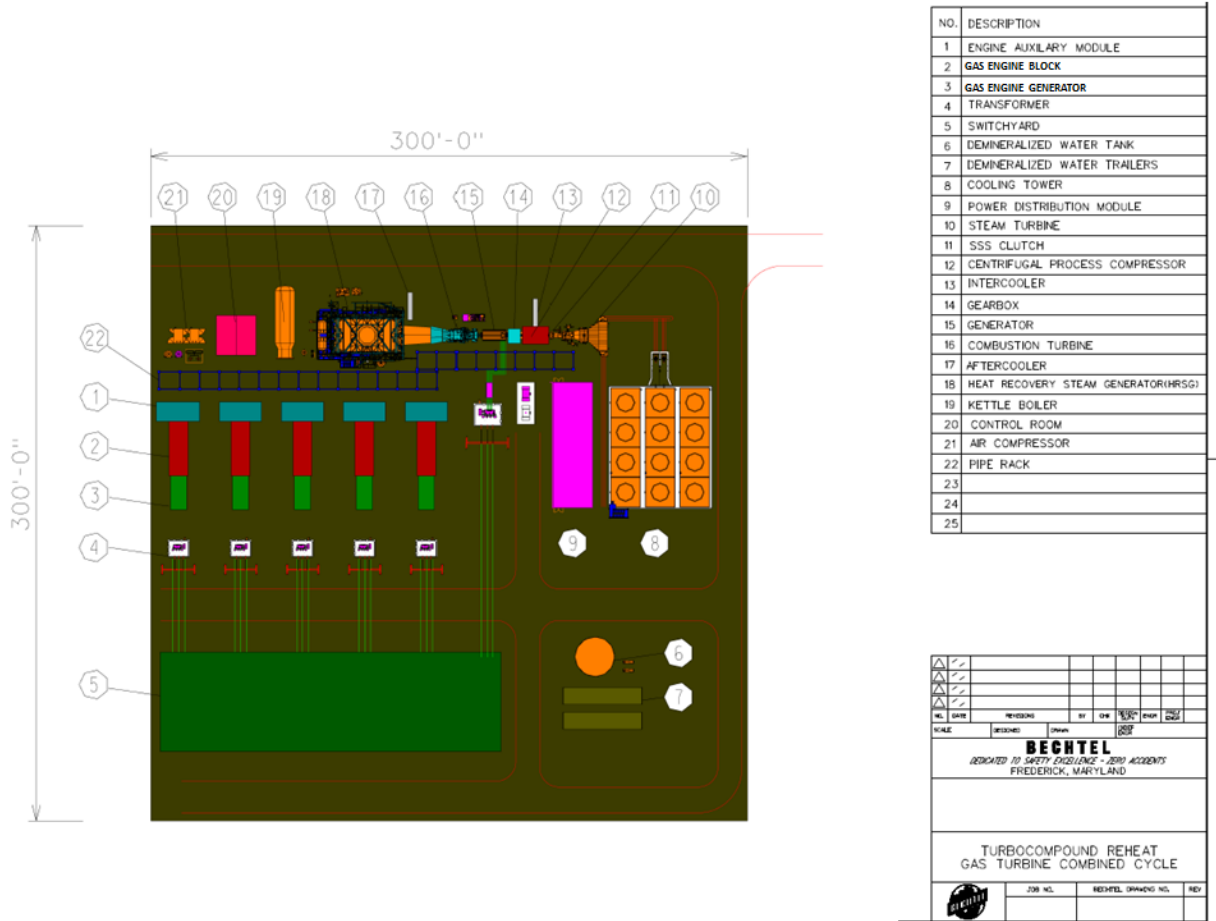 300'-0"
21 20 19 18 17 16 15 14 13 12 11 10
22
1
2
3
4
5
9 8
6
7
300'-0"
NO. DESCRIPTION
1 ENGINE AUXILARY MODULE
2 GAS ENGINE BLOCK
3 GAS ENGINE GENERATOR
4 TRANSFORMER
5 SWITCHYARD
6 DEMINERALIZED WATER TANK
7 DEMINERALIZED WATER TRAILERS
8 COOLING TOWER
9 POWER DISTRIBUTION MODULE
10 STEAM TURBINE
11 SSS CLUTCH
12 CENTRIFUGAL PROCESS COMPRESSOR
13 INTERCOOLER
14 GEARBOX
15 GENERATOR
16 COMBUSTION TURBINE
17 AFTERCOOLER
18 HEAT RECOVERY STEAM GENERATOR(HRSG)
19 KETTLE BOILER
20 CONTROL ROOM
21 AIR COMPRESSOR
22 PIPE RACK
23
24
25
NO. DATE REVISIONS BY CHK ENGR
SCALE DESIGNED DRAWN
BECHTEL
DEDICATED TO SAFETY EXCELLENCE - ZERO ACCIDENTS
FREDERICK, MARYLAND
TURBOCOMPOUND REHEAT
GAS TURBINE COMBINED CYCLE
BECHTEL
JOB NO. BECHTEL DRAWING NO. REV